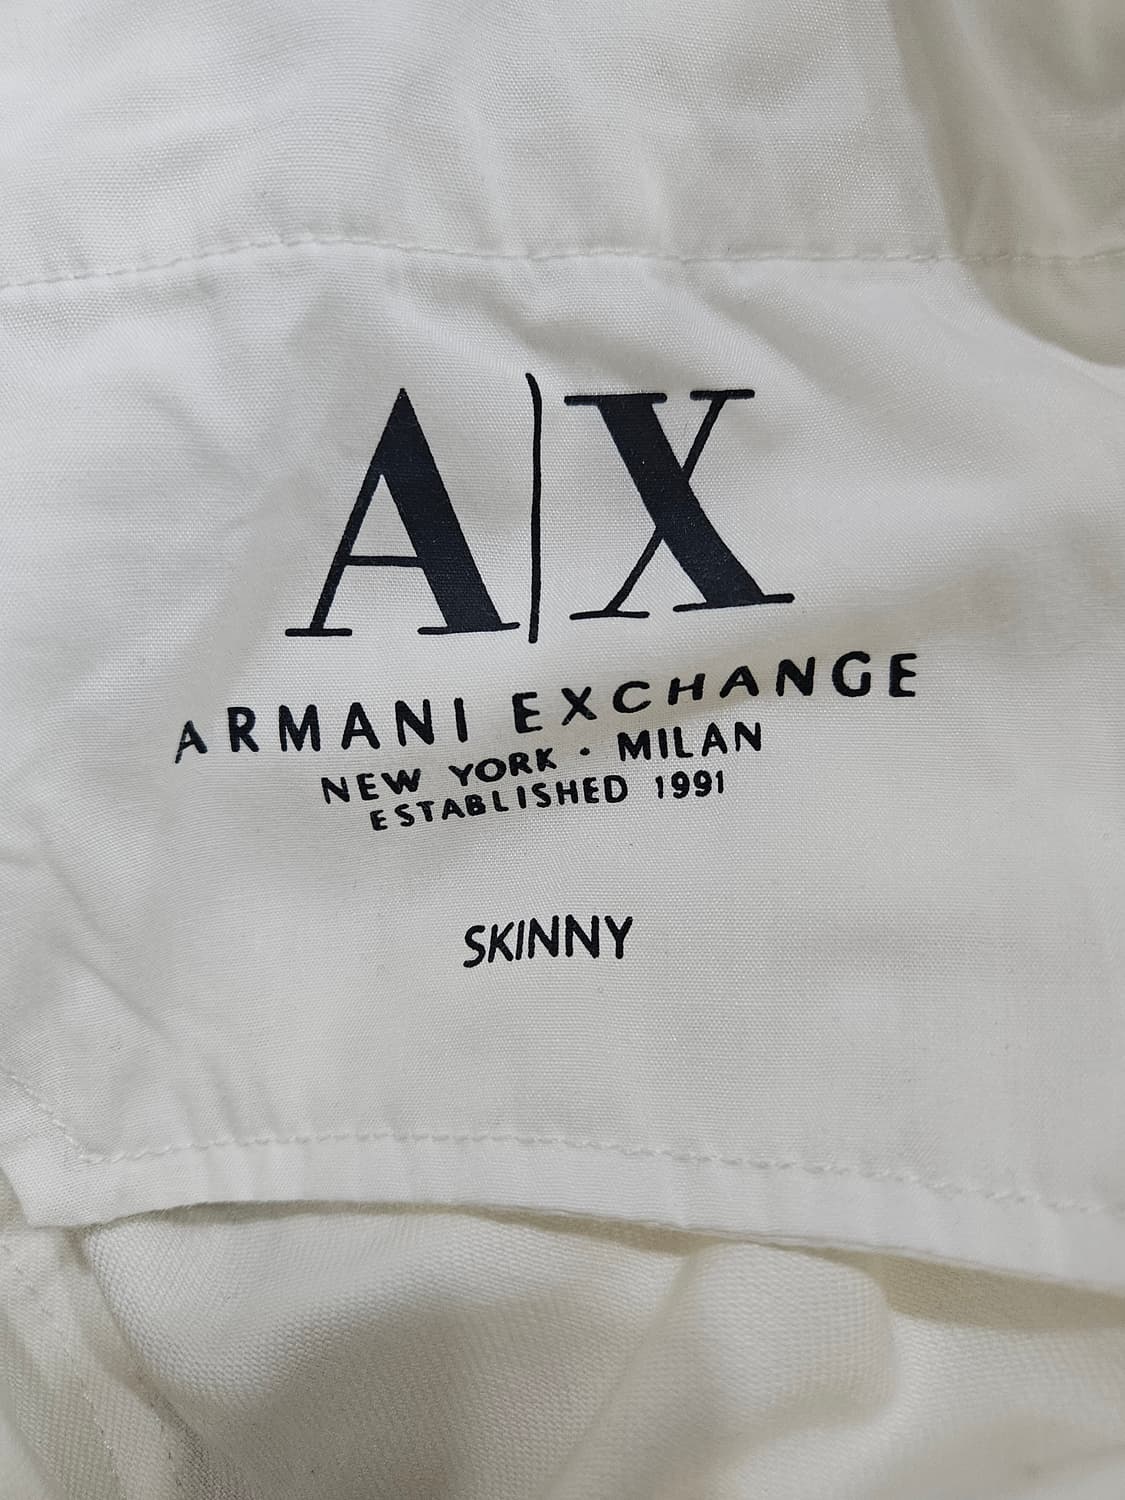 A|X
ARMANI EXCHANGE
NEW YORK · MILAN
ESTABLISHED 1991
SKINNY